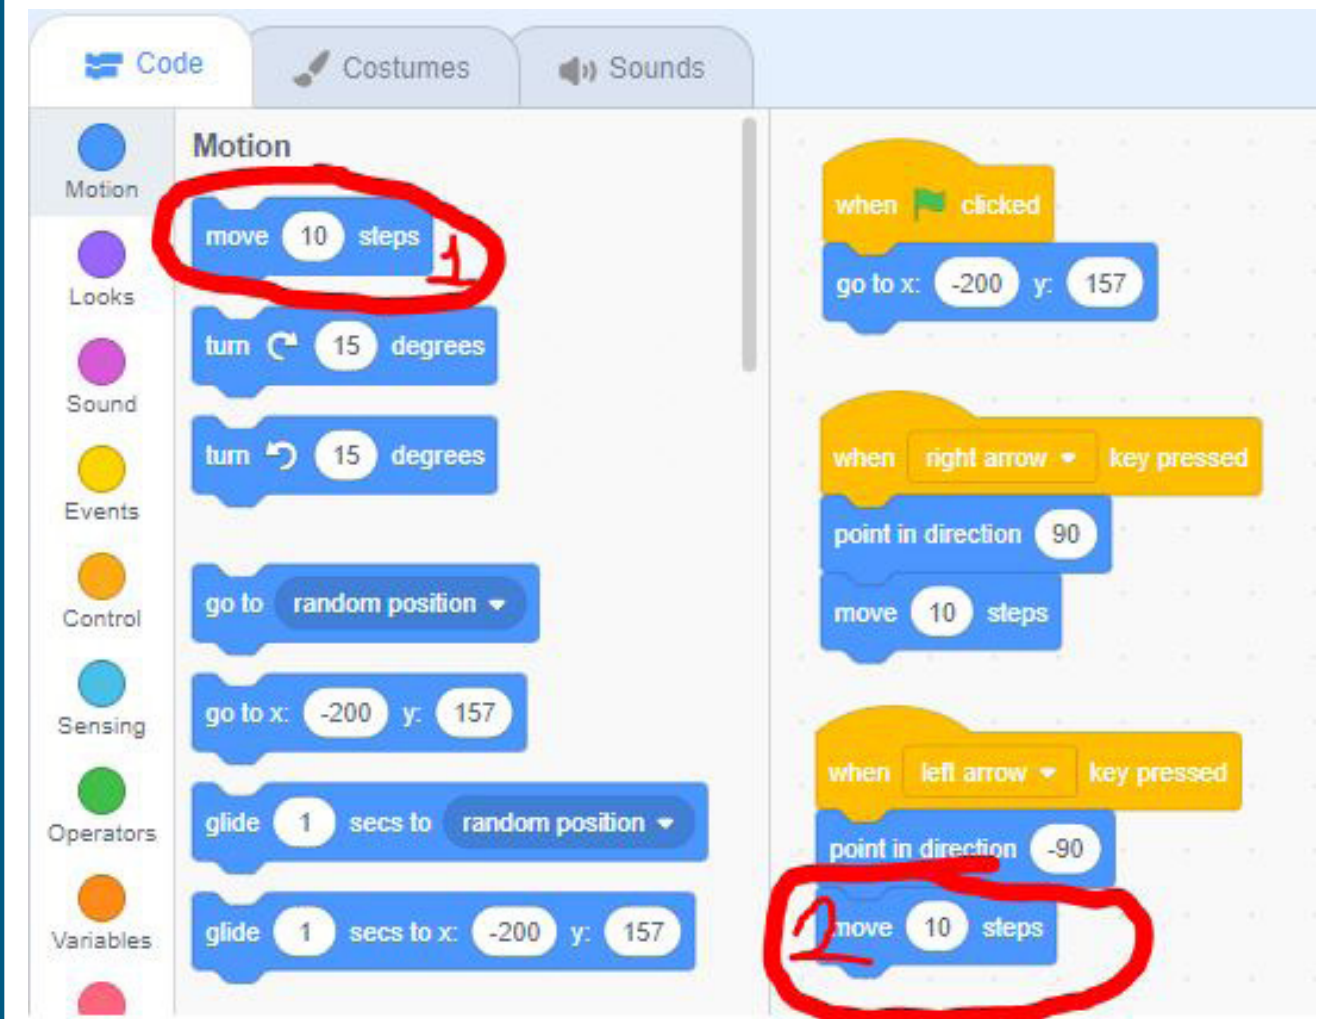 Code
Costumes
Sounds
Motion
Looks
Sound
Events
Control
Sensing
Operators
Variables
Motion
move 10 steps
1
turn 15 degrees
turn 15 degrees
go to random position
go to x: -200 y: 157
glide 1 secs to random position
glide 1 secs to x: -200 y: 157
when clicked
go to x: -200 y: 157
when right arrow key pressed
point in direction 90
move 10 steps
when left arrow key pressed
point in direction -90
2
move 10 steps